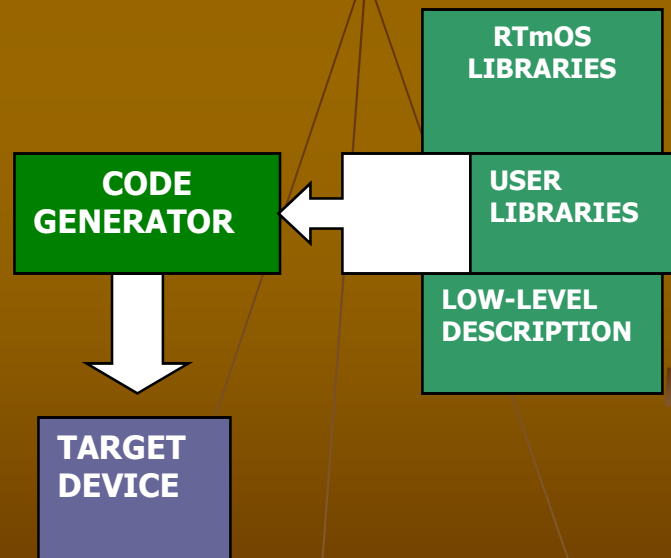 RTmOS
LIBRARIES
CODE
GENERATOR
USER
LIBRARIES
LOW-LEVEL
DESCRIPTION
TARGET
DEVICE